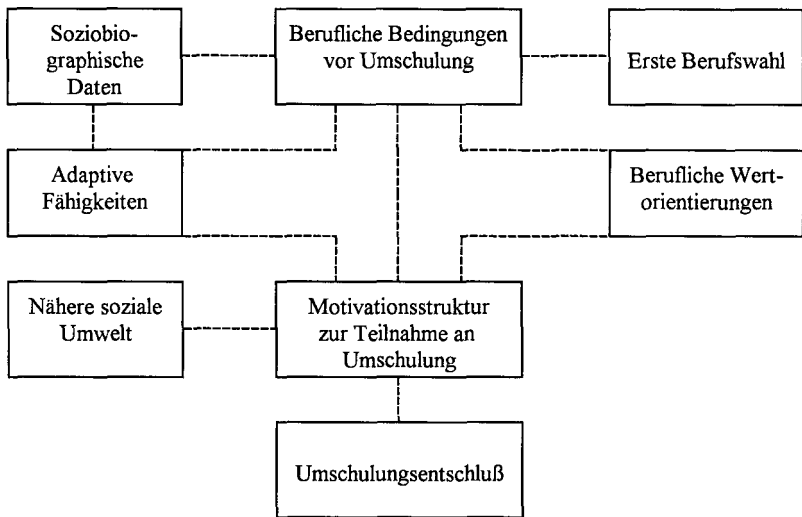 Soziobio-
graphische
Daten
Berufliche Bedingungen
vor Umschulung
Erste Berufswahl
Adaptive
Fähigkeiten
Berufliche Wert-
orientierungen
Nähere soziale
Umwelt
Motivationsstruktur
zur Teilnahme an
Umschulung
Umschulungsentschluß